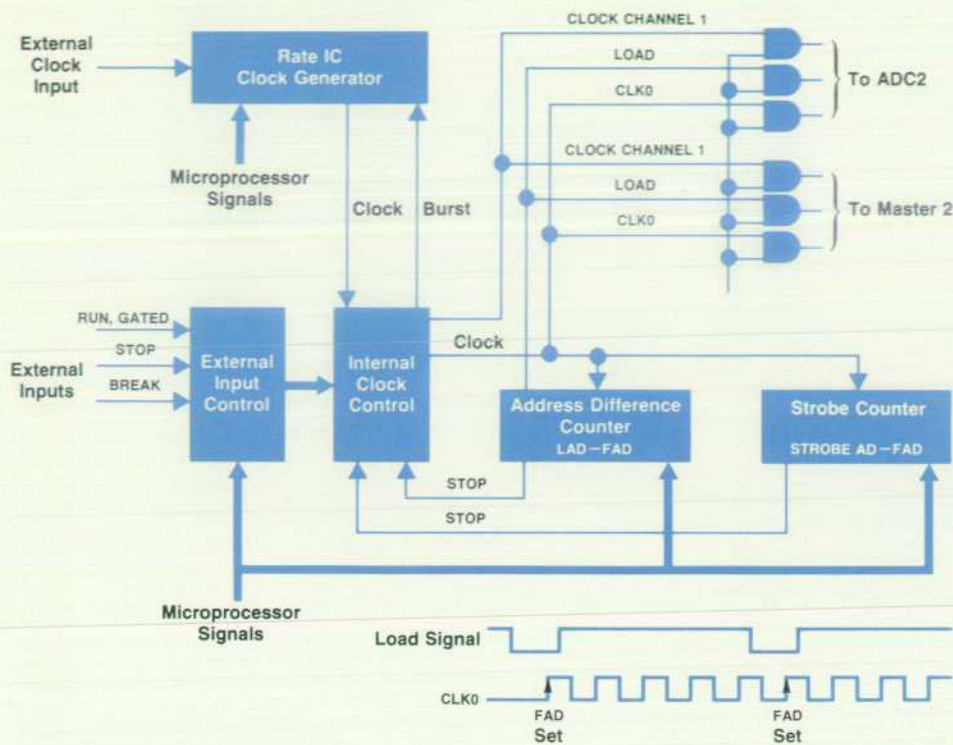 CLOCK CHANNEL 1
External
Clock
Input
Rate IC
Clock Generator
LOAD
CLK0
To ADC2
Microprocessor
Signals
Clock
Burst
CLOCK CHANNEL 1
LOAD
CLK0
To Master 2
RUN, GATED
STOP
BREAK
External
Inputs
External
Input
Control
Internal
Clock
Control
Clock
Address Difference
Counter
LAD–FAD
Strobe Counter
STROBE AD–FAD
STOP
STOP
Microprocessor
Signals
Load Signal
CLK0
FAD
Set
FAD
Set